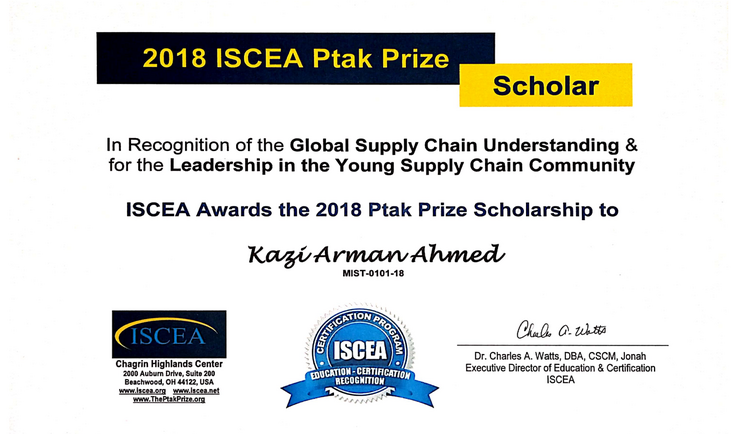 2018 ISCEA Ptak Prize
Scholar
In Recognition of the Global Supply Chain Understanding &
for the Leadership in the Young Supply Chain Community
ISCEA Awards the 2018 Ptak Prize Scholarship to
Kazi Arman Ahmed
MIST-0101-18
ISCEA
Chagrin Highlands Center
2000 Auburn Drive, Suite 200
Beachwood, OH 44122, USA
www.iscea.org www.iscea.net
www.ThePtakPrize.org
CERTIFICATION PROGRAM
ISCEA
EDUCATION - CERTIFICATION
RECOGNITION
Charles A. Watts
Dr. Charles A. Watts, DBA, CSCM, Jonah
Executive Director of Education & Certification
ISCEA